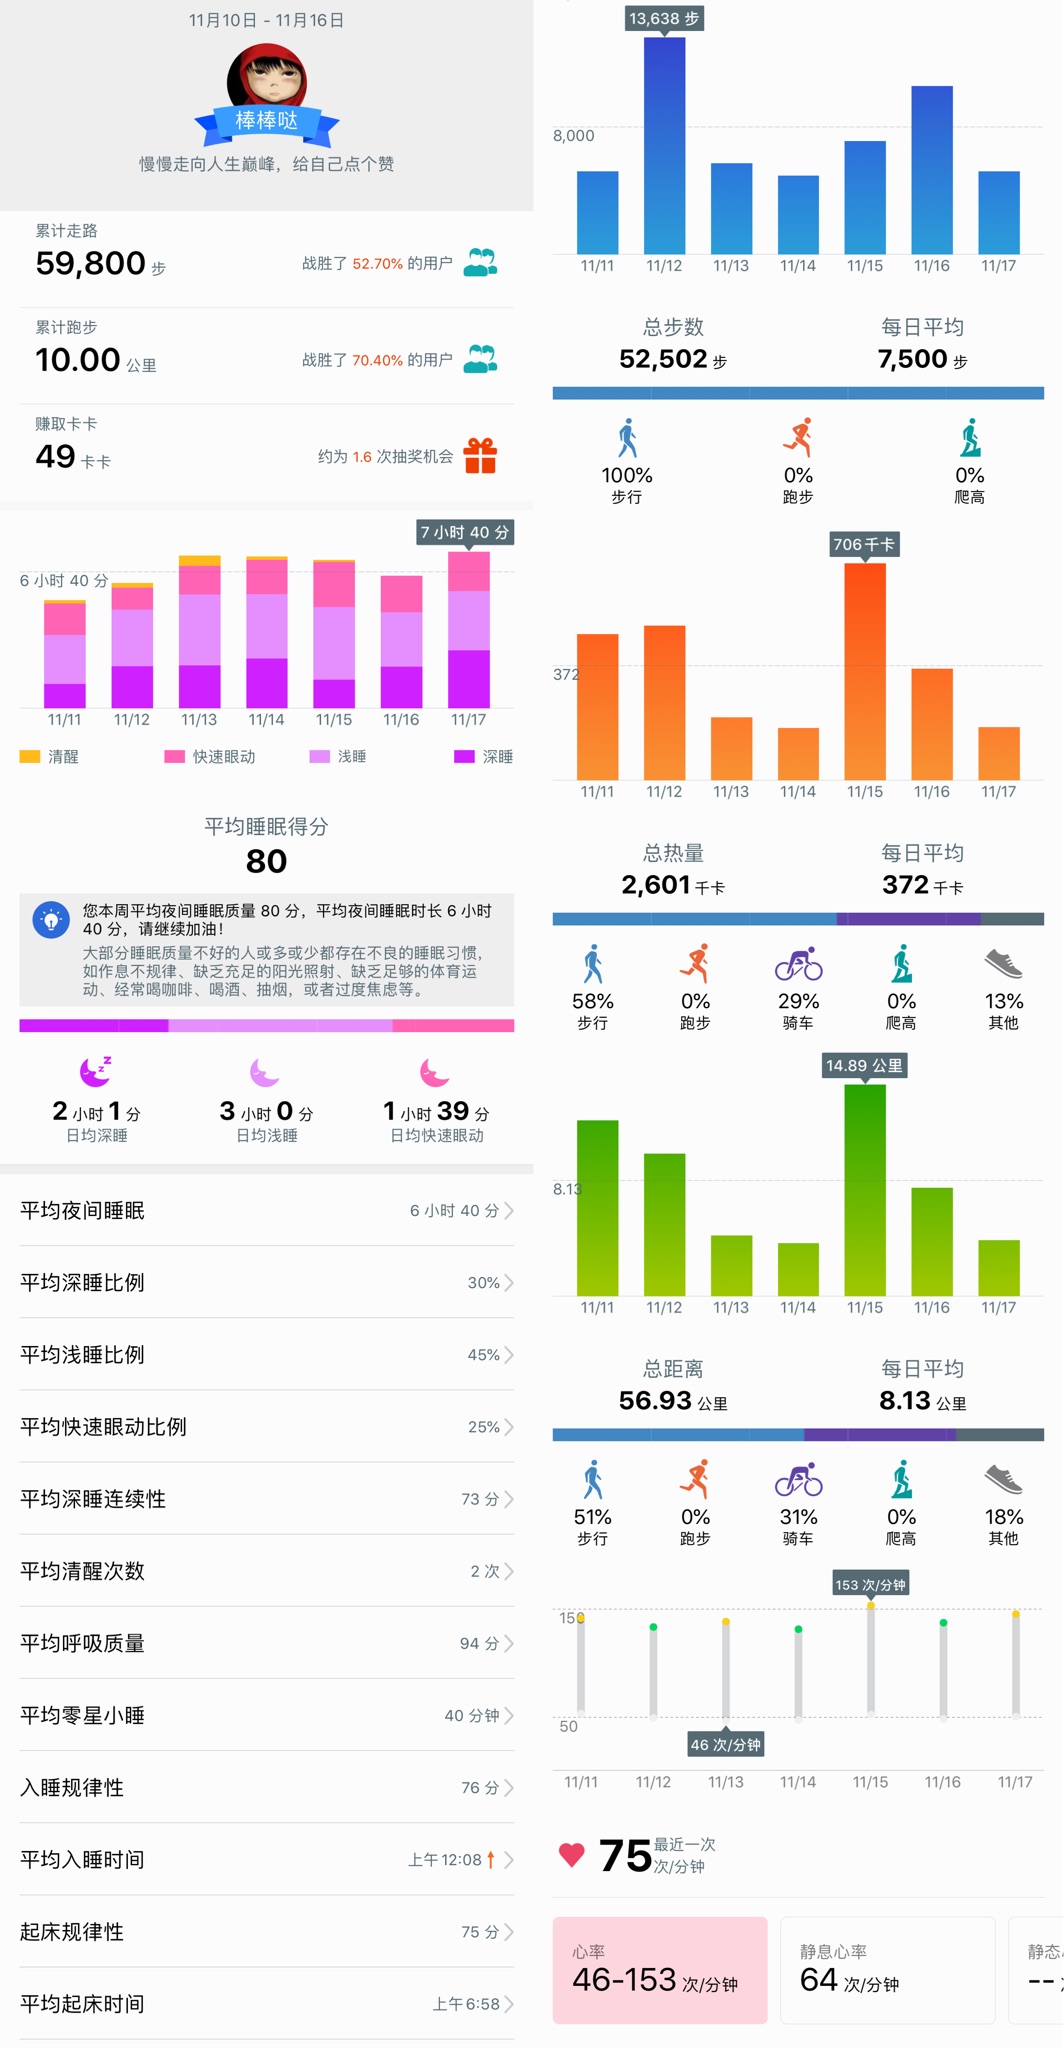 11月10日 - 11月16日
棒棒哒
慢慢走向人生巅峰，给自己点个赞
累计走路
59,800 步
战胜了 52.70% 的用户
累计跑步
10.00 公里
战胜了 70.40% 的用户
赚取卡卡
49 卡卡
约为 1.6 次抽奖机会
7 小时 40 分
6 小时 40 分
11/11 11/12 11/13 11/14 11/15 11/16 11/17
清醒 快速眼动 浅睡 深睡
平均睡眠得分
80
您本周平均夜间睡眠质量 80 分，平均夜间睡眠时长 6 小时
40 分，请继续加油！
大部分睡眠质量不好的人或多或少都存在不良的睡眠习惯，
如作息不规律、缺乏充足的阳光照射、缺乏足够的体育运
动、经常喝咖啡、喝酒、抽烟，或者过度焦虑等。
2 小时 1 分 3 小时 0 分 1 小时 39 分
日均深睡 日均浅睡 日均快速眼动
平均夜间睡眠 6 小时 40 分
平均深睡比例 30%
平均浅睡比例 45%
平均快速眼动比例 25%
平均深睡连续性 73 分
平均清醒次数 2 次
平均呼吸质量 94 分
平均零星小睡 40 分钟
入睡规律性 76 分
平均入睡时间 上午12:08
起床规律性 75 分
平均起床时间 上午6:58
13,638 步
8,000
11/11 11/12 11/13 11/14 11/15 11/16 11/17
总步数 每日平均
52,502 步 7,500 步
100% 0% 0%
步行 跑步 爬高
706千卡
372
11/11 11/12 11/13 11/14 11/15 11/16 11/17
总热量 每日平均
2,601 千卡 372 千卡
58% 0% 29% 0% 13%
步行 跑步 骑车 爬高 其他
14.89 公里
8.13
11/11 11/12 11/13 11/14 11/15 11/16 11/17
总距离 每日平均
56.93 公里 8.13 公里
51% 0% 31% 0% 18%
步行 跑步 骑车 爬高 其他
153 次/分钟
150
50
46 次/分钟
11/11 11/12 11/13 11/14 11/15 11/16 11/17
75 最近一次
次/分钟
心率 静息心率 静态
46-153 次/分钟 64 次/分钟 --